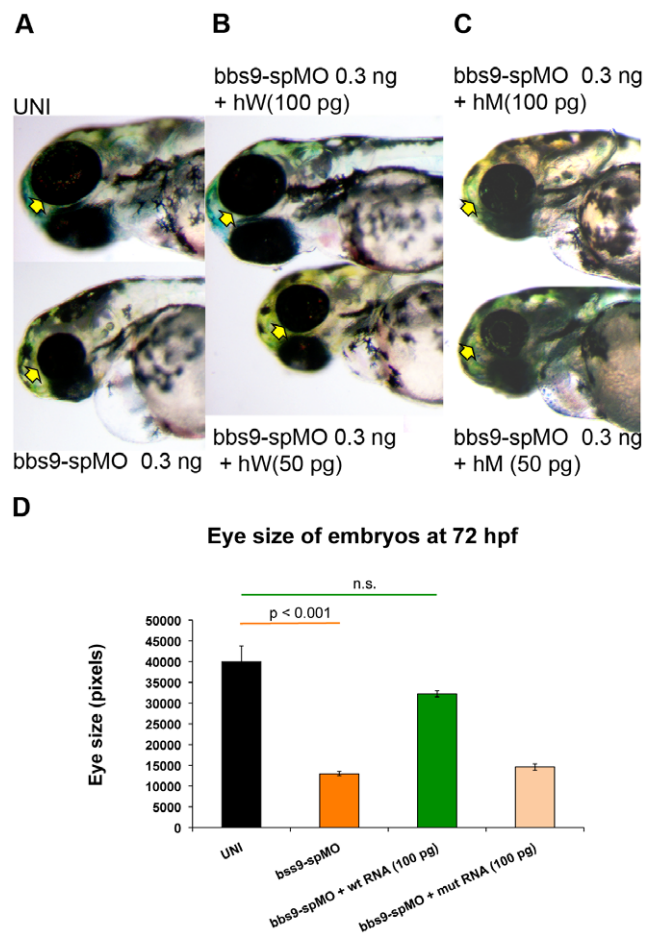 A
B
C
UNI
bbs9-spMO 0.3 ng
+ hW(100 pg)
bbs9-spMO 0.3 ng
+ hM(100 pg)
bbs9-spMO 0.3 ng
bbs9-spMO 0.3 ng
+ hW(50 pg)
bbs9-spMO 0.3 ng
+ hM (50 pg)
D
Eye size of embryos at 72 hpf
n.s.
p < 0.001
Eye size (pixels)
50000
45000
40000
35000
30000
25000
20000
15000
10000
5000
0
UNI
bss9-spMO
bbs9-spMO + wt RNA (100 pg)
bbs9-spMO + mut RNA (100 pg)